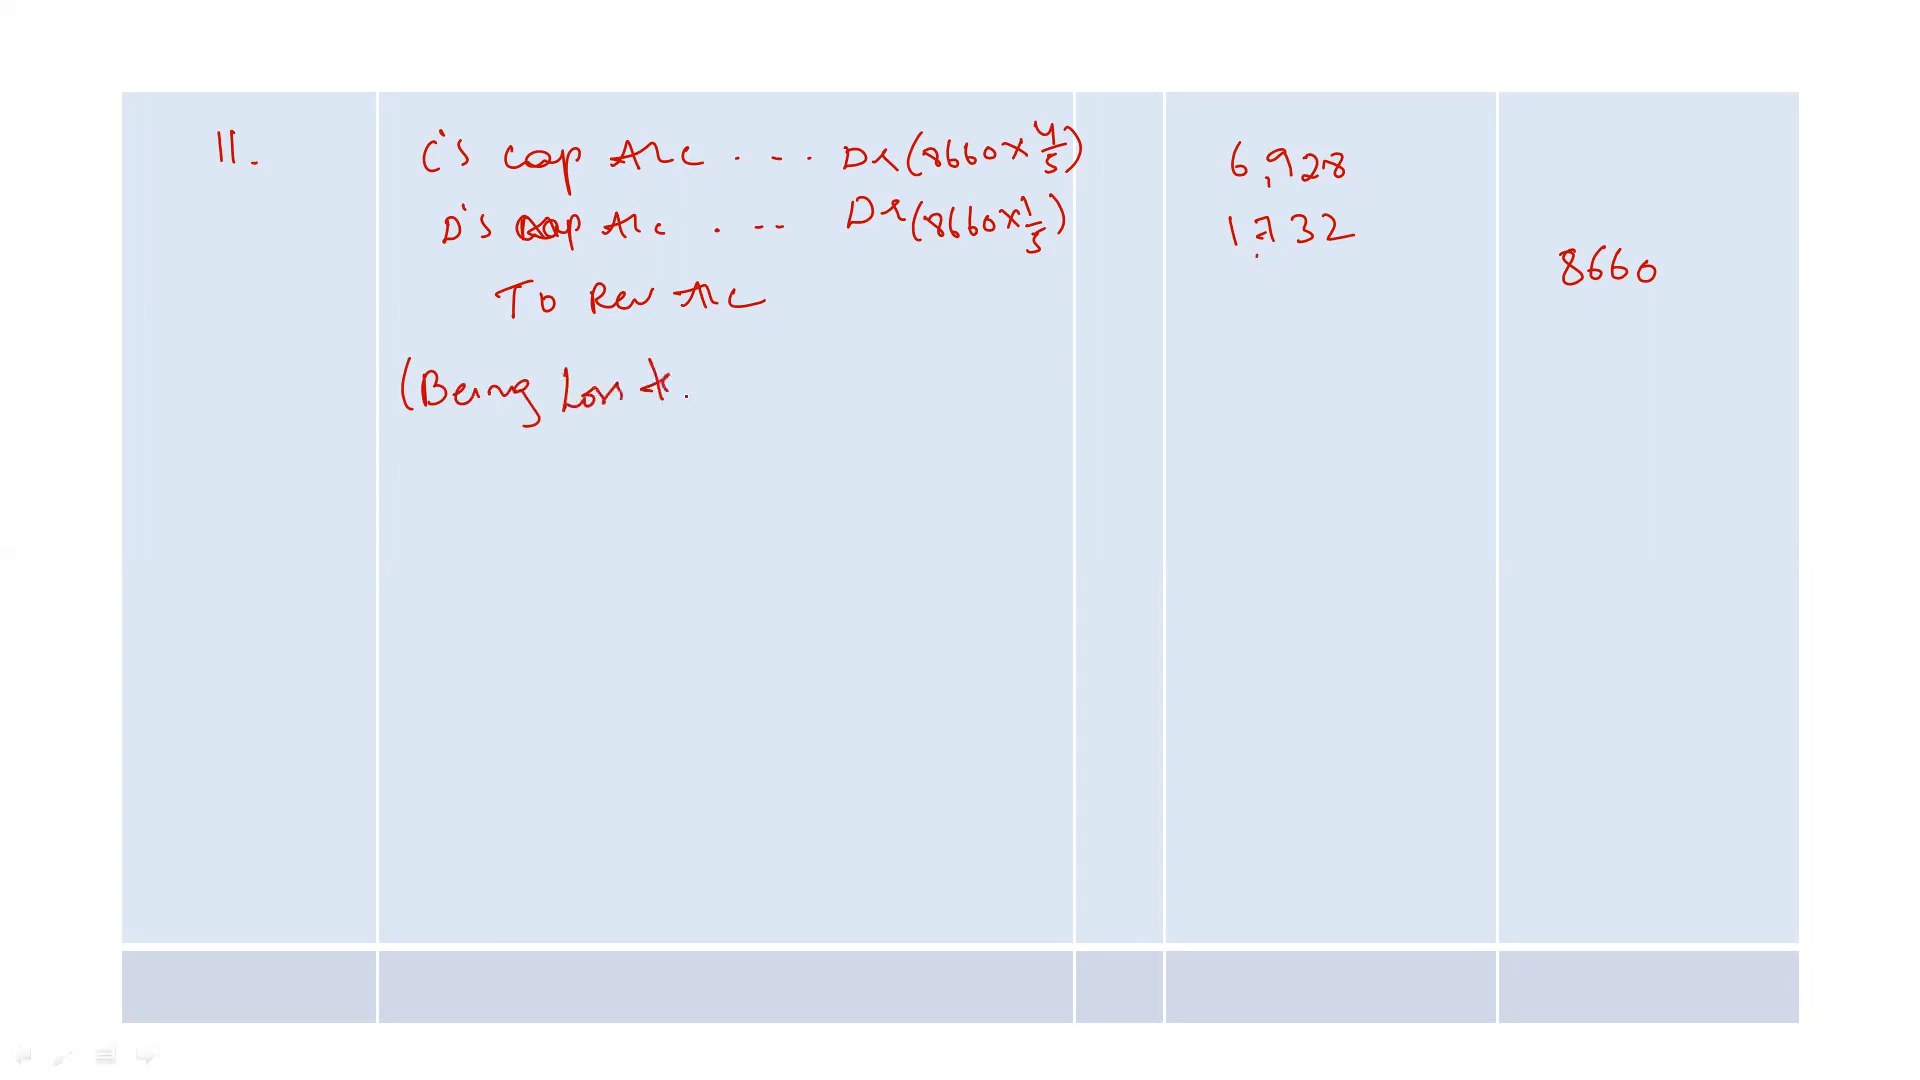 11. C's cap A/c . - - . Dr (8660 × 4/5) 6,928
D's cap A/c . - - Dr (8660 × 1/5) 1,732
To Rev A/c 8660
(Being Loss